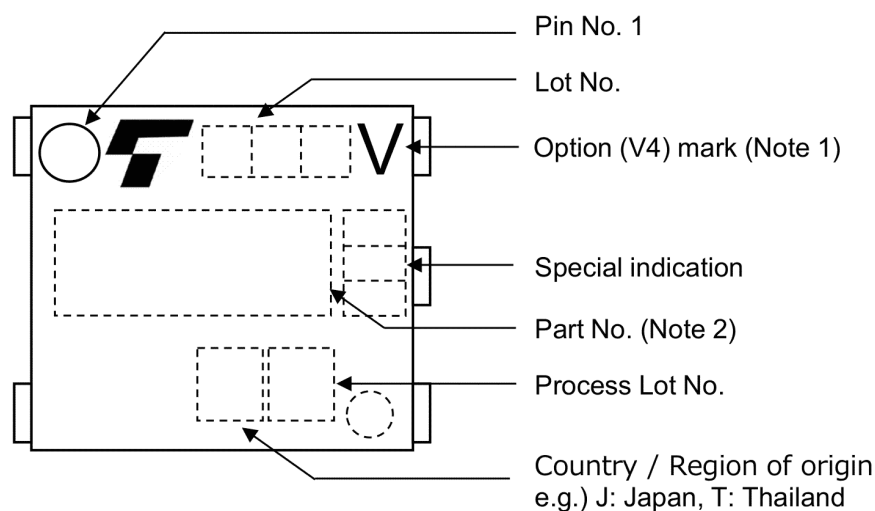 Pin No. 1
Lot No.
V
Option (V4) mark (Note 1)
Special indication
Part No. (Note 2)
Process Lot No.
Country / Region of origin
e.g.) J: Japan, T: Thailand